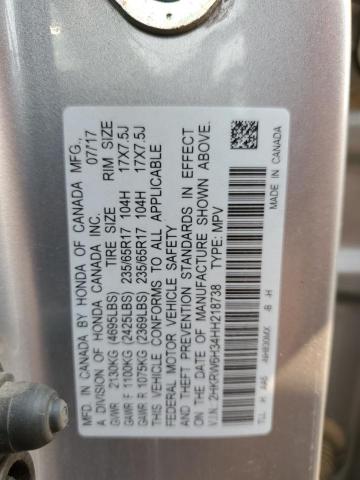 MFD. IN CANADA BY HONDA OF CANADA MFG.,
A DIVISION OF HONDA CANADA INC. 07/17
TIRE SIZE RIM SIZE
GVWR 2130KG (4695LBS)
GAWR F 1100KG (2425LBS) 235/65R17 104H 17X7.5J
GAWR R 1075KG (2369LBS) 235/65R17 104H 17X7.5J
THIS VEHICLE CONFORMS TO ALL APPLICABLE
FEDERAL MOTOR VEHICLE SAFETY
AND THEFT PREVENTION STANDARDS IN EFFECT
ON THE DATE OF MANUFACTURE SHOWN ABOVE.
V.I.N. 2HKRW6H34HH218738 TYPE: MPV
TLL H AA5 -B -H
MADE IN CANADA